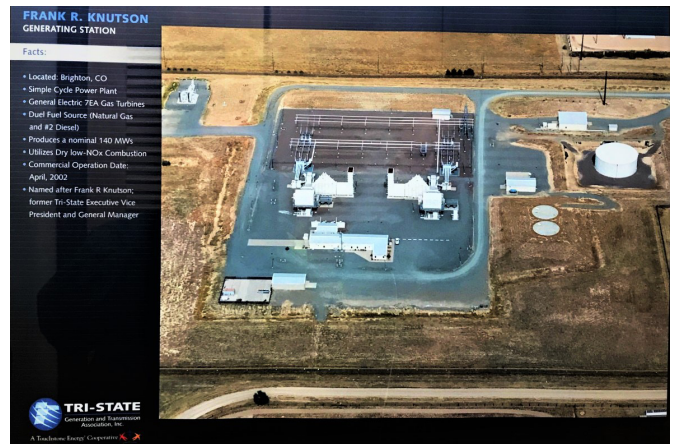 FRANK R. KNUTSON
GENERATING STATION
Facts:
• Located: Brighton, CO
• Simple Cycle Power Plant
• General Electric 7EA Gas Turbines
• Duel Fuel Source (Natural Gas
and #2 Diesel)
• Produces a nominal 140 MWs
• Utilizes Dry low-NOx Combustion
• Commercial Operation Date:
April, 2002
• Named after Frank R Knutson;
former Tri-State Executive Vice
President and General Manager
TRI-STATE
Generation and Transmission
Association, Inc.
A Touchstone Energy® Cooperative